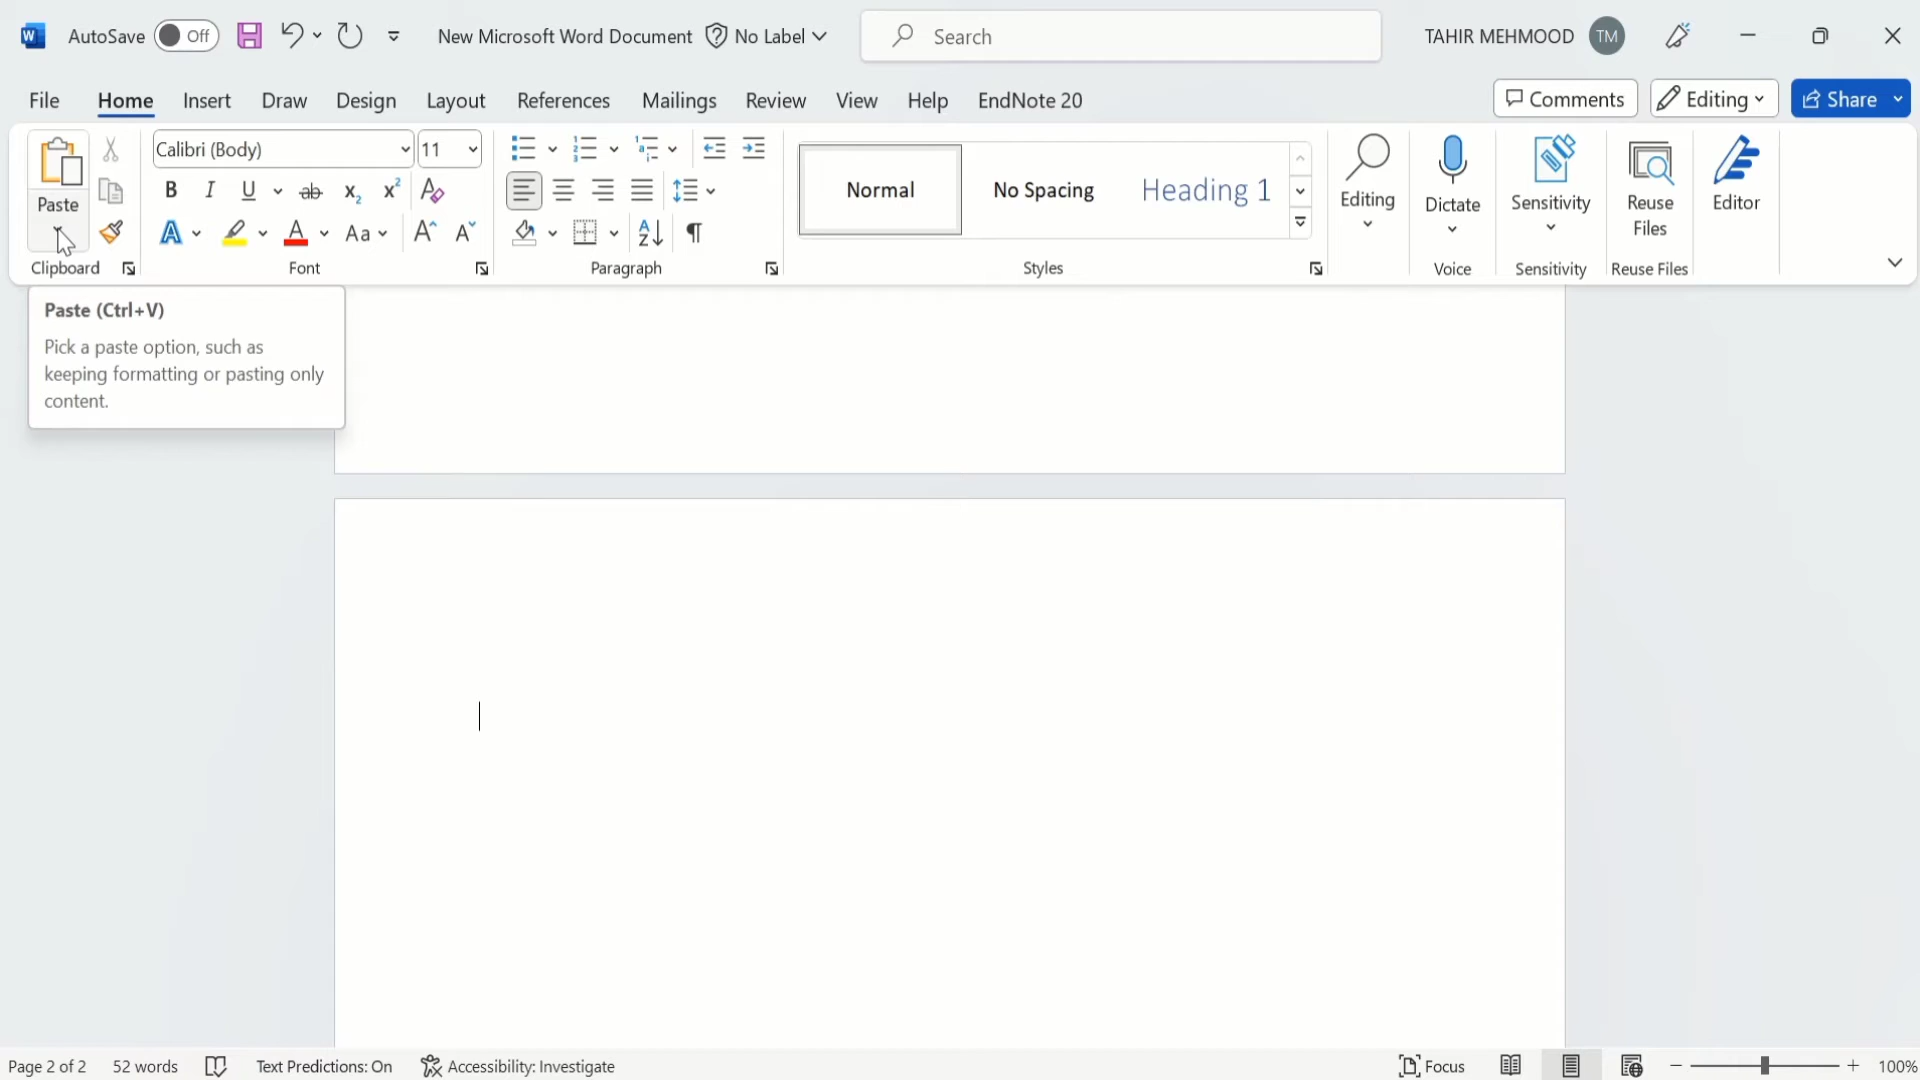 AutoSave Off New Microsoft Word Document No Label Search TAHIR MEHMOOD TM
File Home Insert Draw Design Layout References Mailings Review View Help EndNote 20 Comments Editing Share
Paste
Calibri (Body) 11
B I U ab x₂ x² A
A A Aa A A
Normal No Spacing Heading 1
Editing
Dictate
Sensitivity
Reuse
Files
Editor
Clipboard Font Paragraph Styles Voice Sensitivity Reuse Files
Paste (Ctrl+V)
Pick a paste option, such as
keeping formatting or pasting only
content.
Page 2 of 2 52 words Text Predictions: On Accessibility: Investigate Focus 100%